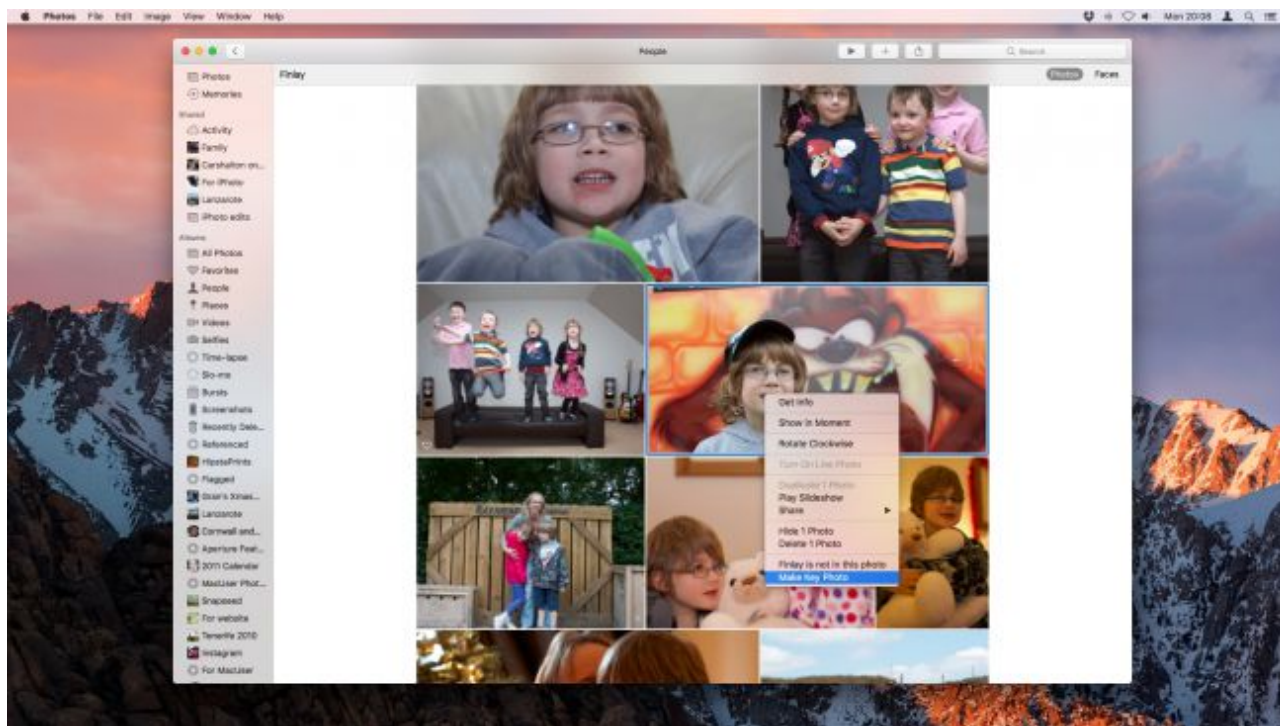 Photos File Edit Image View Window Help
Mon 20:08
People
Search
Photos
Memories
Shared
Activity
Family
Carshalton on...
For iPhoto
Lanzarote
iPhoto edits
Albums
All Photos
Favorites
People
Places
Videos
Selfies
Time-lapse
Slo-mo
Bursts
Screenshots
Recently Dele...
Referenced
HipstaPrints
Flagged
Lanzarote
Cornwall and...
Aperture Feat...
2011 Calendar
MacUser Phot...
Snapseed
For website
Tenerife 2010
Instagram
For MacUser
Finlay
Photos Faces
Get Info
Show in Moment
Rotate Clockwise
Turn On Live Photo
Duplicate 1 Photo
Play Slideshow
Share
Hide 1 Photo
Delete 1 Photo
Finlay is not in this photo
Make Key Photo